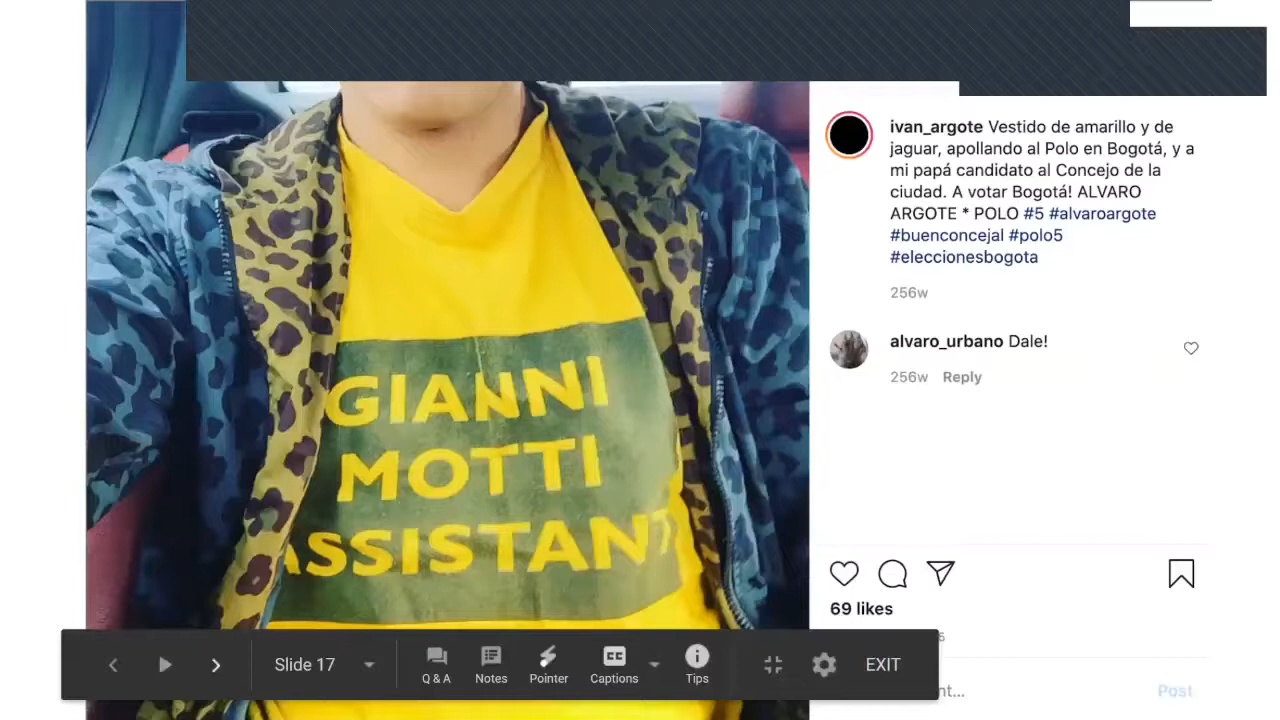 GIANNI
MOTTI
ASSISTANT
ivan_argote Vestido de amarillo y de
jaguar, apollando al Polo en Bogotá, y a
mi papá candidato al Concejo de la
ciudad. A votar Bogotá! ALVARO
ARGOTE * POLO #5 #alvaroargote
#buenconcejal #polo5
#eleccionesbogota
256w
alvaro_urbano Dale!
256w Reply
69 likes
Post
Slide 17
Q & A
Notes
Pointer
CC
Captions
Tips
EXIT